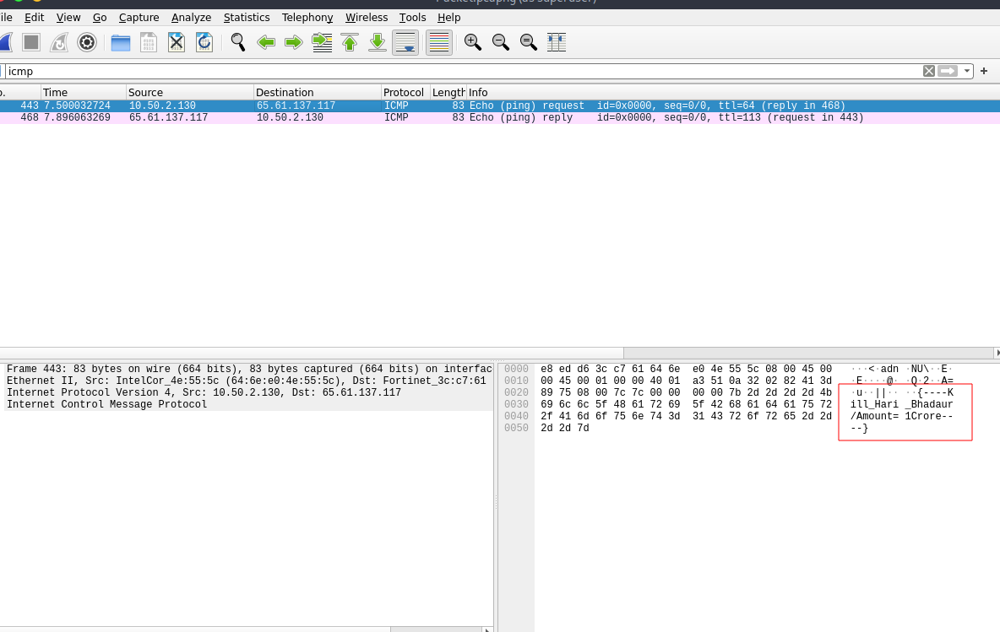 ile Edit View Go Capture Analyze Statistics Telephony Wireless Tools Help
icmp
Time Source Destination Protocol Length Info
443 7.500032724 10.50.2.130 65.61.137.117 ICMP 83 Echo (ping) request id=0x0000, seq=0/0, ttl=64 (reply in 468)
468 7.896063269 65.61.137.117 10.50.2.130 ICMP 83 Echo (ping) reply id=0x0000, seq=0/0, ttl=113 (request in 443)
Frame 443: 83 bytes on wire (664 bits), 83 bytes captured (664 bits) on interfac
Ethernet II, Src: IntelCor_4e:55:5c (64:6e:e0:4e:55:5c), Dst: Fortinet_3c:c7:61
Internet Protocol Version 4, Src: 10.50.2.130, Dst: 65.61.137.117
Internet Control Message Protocol
0000 e8 ed d6 3c c7 61 64 6e e0 4e 55 5c 08 00 45 00 ···<·adn ·NU\··E·
0010 00 45 00 01 00 00 40 01 a3 51 0a 32 02 82 41 3d ·E····@· ·Q·2··A=
0020 89 75 08 00 7c 7c 00 00 00 00 7b 2d 2d 2d 2d 4b ·u··||·· ··{----K
0030 69 6c 6c 5f 48 61 72 69 5f 42 68 61 64 61 75 72 ill_Hari _Bhadaur
0040 2f 41 6d 6f 75 6e 74 3d 31 43 72 6f 72 65 2d 2d /Amount= 1Crore--
0050 2d 2d 7d --}